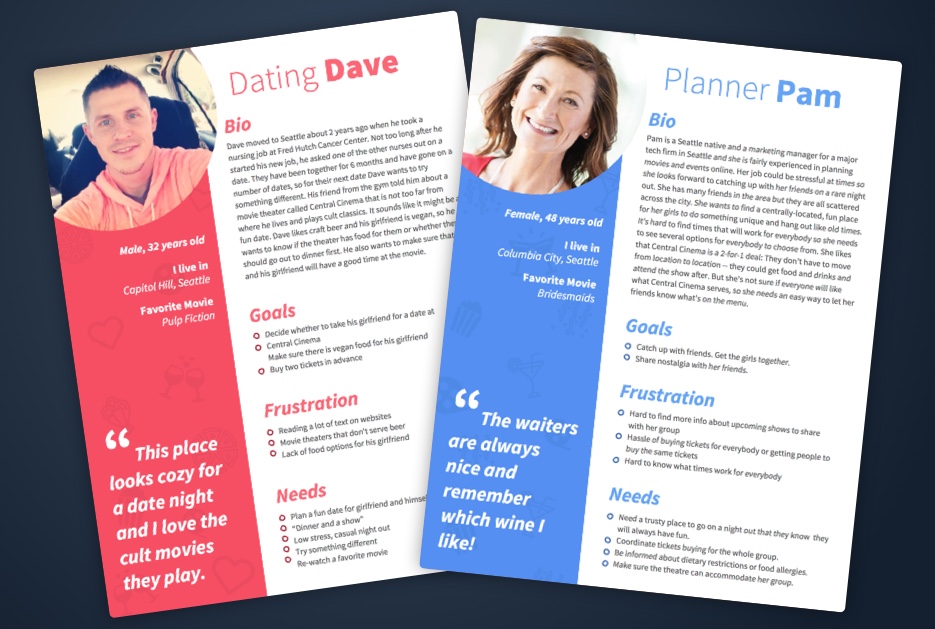 Dating Dave
Bio
Dave moved to Seattle about 2 years ago when he took a
nursing job at Fred Hutch Cancer Center. Not too long after he
started his new job, he asked one of the other nurses out on a
date. They have been together for 6 months and have gone on a
number of dates, so for their next date Dave wants to try
something different. His friend from the gym told him about a
movie theater called Central Cinema that is not too far from
where he lives and plays cult classics. It sounds like it might be a
fun date. Dave likes craft beer and his girlfriend is vegan, so he
wants to know if the theater has food for them or whether they
should go out to dinner first. He also wants to make sure that
and his girlfriend will have a good time at the movie.
Male, 32 years old
I live in
Capitol Hill, Seattle
Favorite Movie
Pulp Fiction
Goals
Decide whether to take his girlfriend for a date at
Central Cinema
Make sure there is vegan food for his girlfriend
Buy two tickets in advance
Frustration
Reading a lot of text on websites
Movie theaters that don't serve beer
Lack of food options for his girlfriend
“ This place
looks cozy for
a date night
and I love the
cult movies
they play.
Needs
Plan a fun date for girlfriend and himse
"Dinner and a show"
Low stress, casual night out
Try something different
Re-watch a favorite movie
Planner Pam
Bio
Pam is a Seattle native and a marketing manager for a major
tech firm in Seattle and she is fairly experienced in planning
movies and events online. Her job could be stressful at times so
she looks forward to catching up with her friends on a rare night
out. She has many friends in the area but they are all scattered
across the city. She wants to find a centrally-located, fun place
for her girls to do something unique and hang out like old times.
It's hard to find times that will work for everybody so she needs
to see several options for everybody to choose from. She likes
that Central Cinema is a 2-for-1 deal: They don't have to move
from location to location -- they could get food and drinks and
attend the show after. But she's not sure if everyone will like
what Central Cinema serves, so she needs an easy way to let her
friends know what's on the menu.
Female, 48 years old
I live in
Columbia City, Seattle
Favorite Movie
Bridesmaids
Goals
Catch up with friends. Get the girls together.
Share nostalgia with her friends.
Frustration
Hard to find more info about upcoming shows to share
with her group
Hassle of buying tickets for everybody or getting people to
buy the same tickets
Hard to know what times work for everybody
“ The waiters
are always
nice and
remember
which wine I
like!
Needs
Need a trusty place to go on a night out that they know they
will always have fun.
Coordinate tickets buying for the whole group.
Be informed about dietary restrictions or food allergies.
Make sure the theatre can accommodate her group.